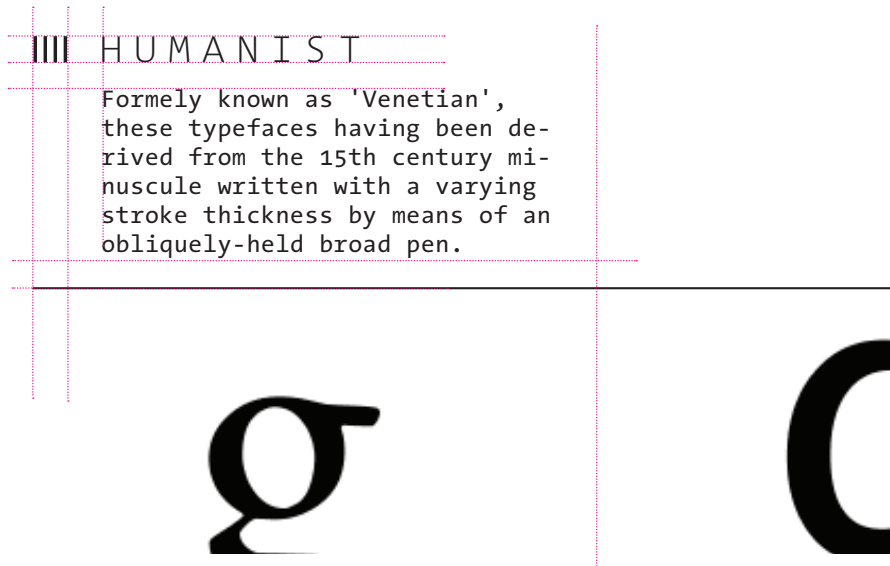 HUMANIST
Formely known as 'Venetian',
these typefaces having been de-
rived from the 15th century mi-
nuscule written with a varying
stroke thickness by means of an
obliquely-held broad pen.
g